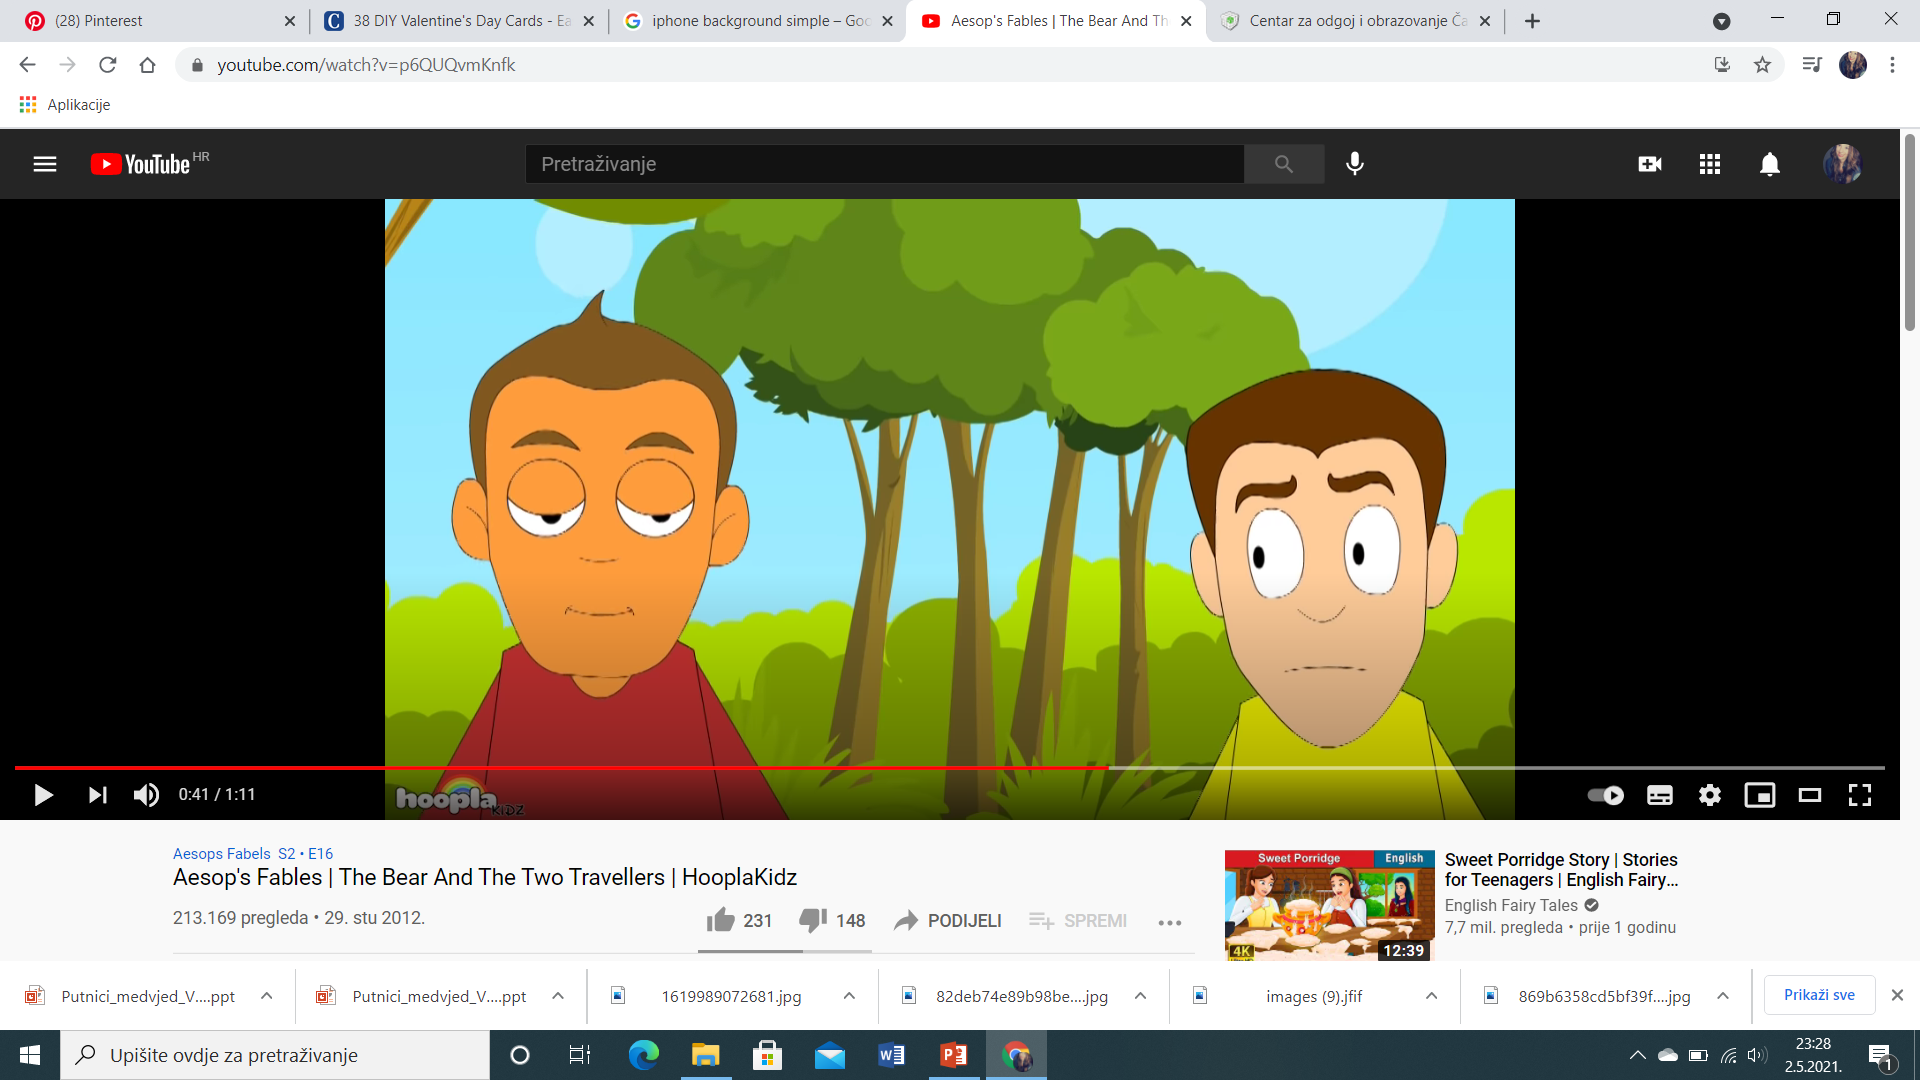 (28) Pinterest
38 DIY Valentine's Day Cards - Ea
iphone background simple – Goo
Aesop's Fables | The Bear And Th
Centar za odgoj i obrazovanje Ča
youtube.com/watch?v=p6QUQvmKnfk
Aplikacije
YouTube HR
Pretraživanje
hoopla KIDZ
0:41 / 1:11
Aesops Fabels S2 • E16
Aesop's Fables | The Bear And The Two Travellers | HooplaKidz
213.169 pregleda • 29. stu 2012.
231
148
PODIJELI
SPREMI
Sweet Porridge
English
4K
12:39
Sweet Porridge Story | Stories
for Teenagers | English Fairy...
English Fairy Tales
7,7 mil. pregleda • prije 1 godinu
Putnici_medvjed_V....ppt
Putnici_medvjed_V....ppt
1619989072681.jpg
82deb74e89b98be....jpg
images (9).jfif
869b6358cd5bf39f....jpg
Prikaži sve
Upišite ovdje za pretraživanje
23:28
2.5.2021.
1